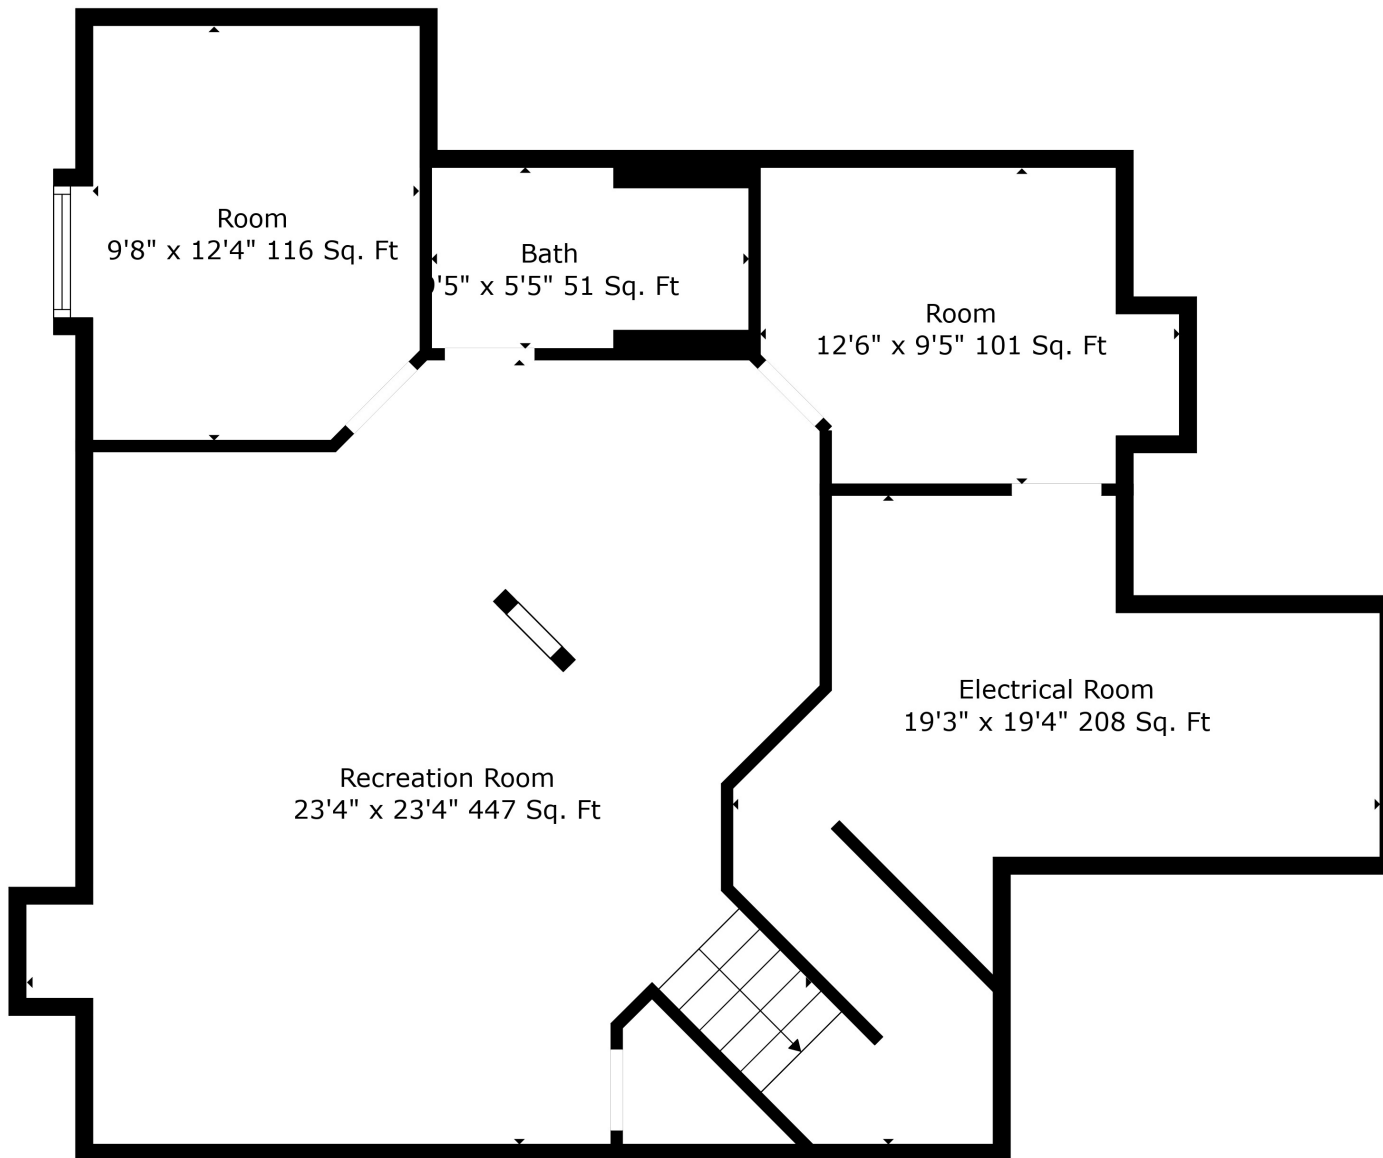 Room
9'8" x 12'4" 116 Sq. Ft
Bath
'5" x 5'5" 51 Sq. Ft
Room
12'6" x 9'5" 101 Sq. Ft
Electrical Room
19'3" x 19'4" 208 Sq. Ft
Recreation Room
23'4" x 23'4" 447 Sq. Ft